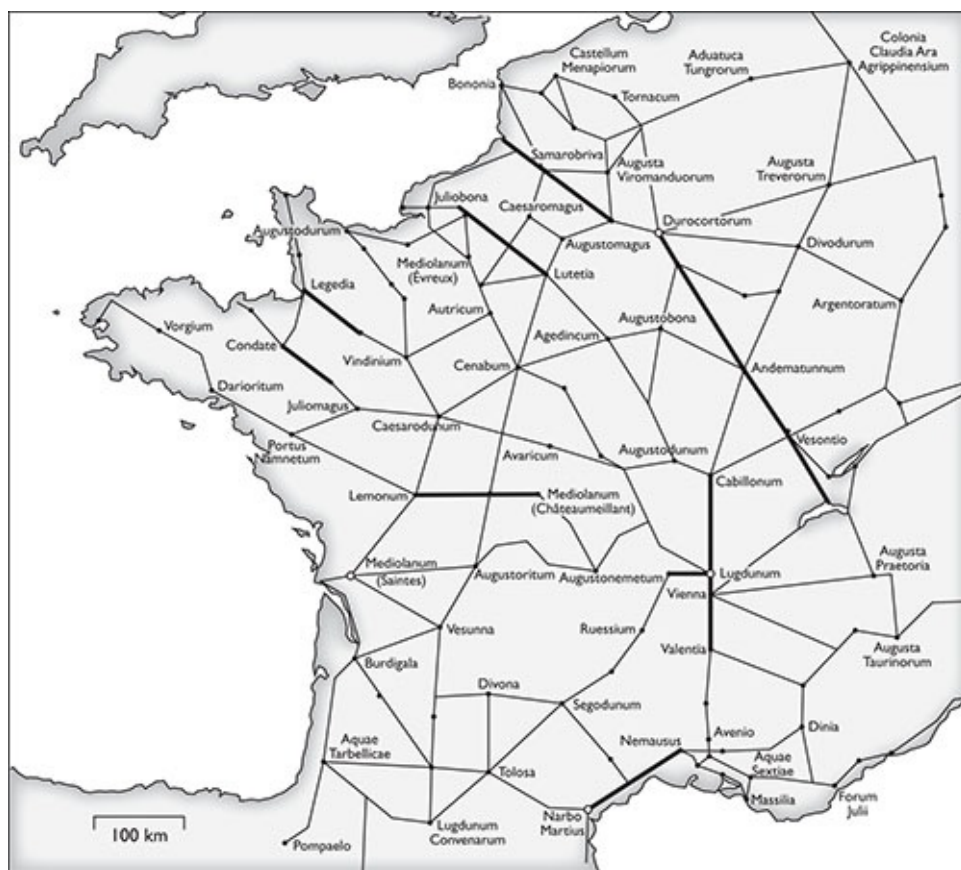 Colonia
Claudia Ara
Agrippinensium
Castellum
Menapiorum
Aduatuca
Tungrorum
Bononia
Tornacum
Samarobriva
Augusta
Viromanduorum
Augusta
Treverorum
Juliobona
Caesaromagus
Durocortorum
Augustodurum
Augustomagus
Divodurum
Mediolanum
(Évreux)
Lutetia
Legedia
Argentoratum
Autricum
Agedincum
Augustobona
Vorgium
Condate
Vindinium
Cenabum
Andematunnum
Darioritum
Juliomagus
Caesarodunum
Portus
Namnetum
Avaricum
Augustodunum
Vesontio
Cabillonum
Lemonum
Mediolanum
(Châteaumeillant)
Mediolanum
(Saintes)
Augustoritum
Augustonemetum
Lugdunum
Vienna
Augusta
Praetoria
Vesunna
Ruessium
Valentia
Augusta
Taurinorum
Burdigala
Divona
Segodunum
Avenio
Dinia
Nemausus
Aquae
Tarbellicae
Aquae
Sextiae
Tolosa
Massilia
Forum
Julii
Narbo
Martius
Lugdunum
Convenarum
100 km
Pompaelo